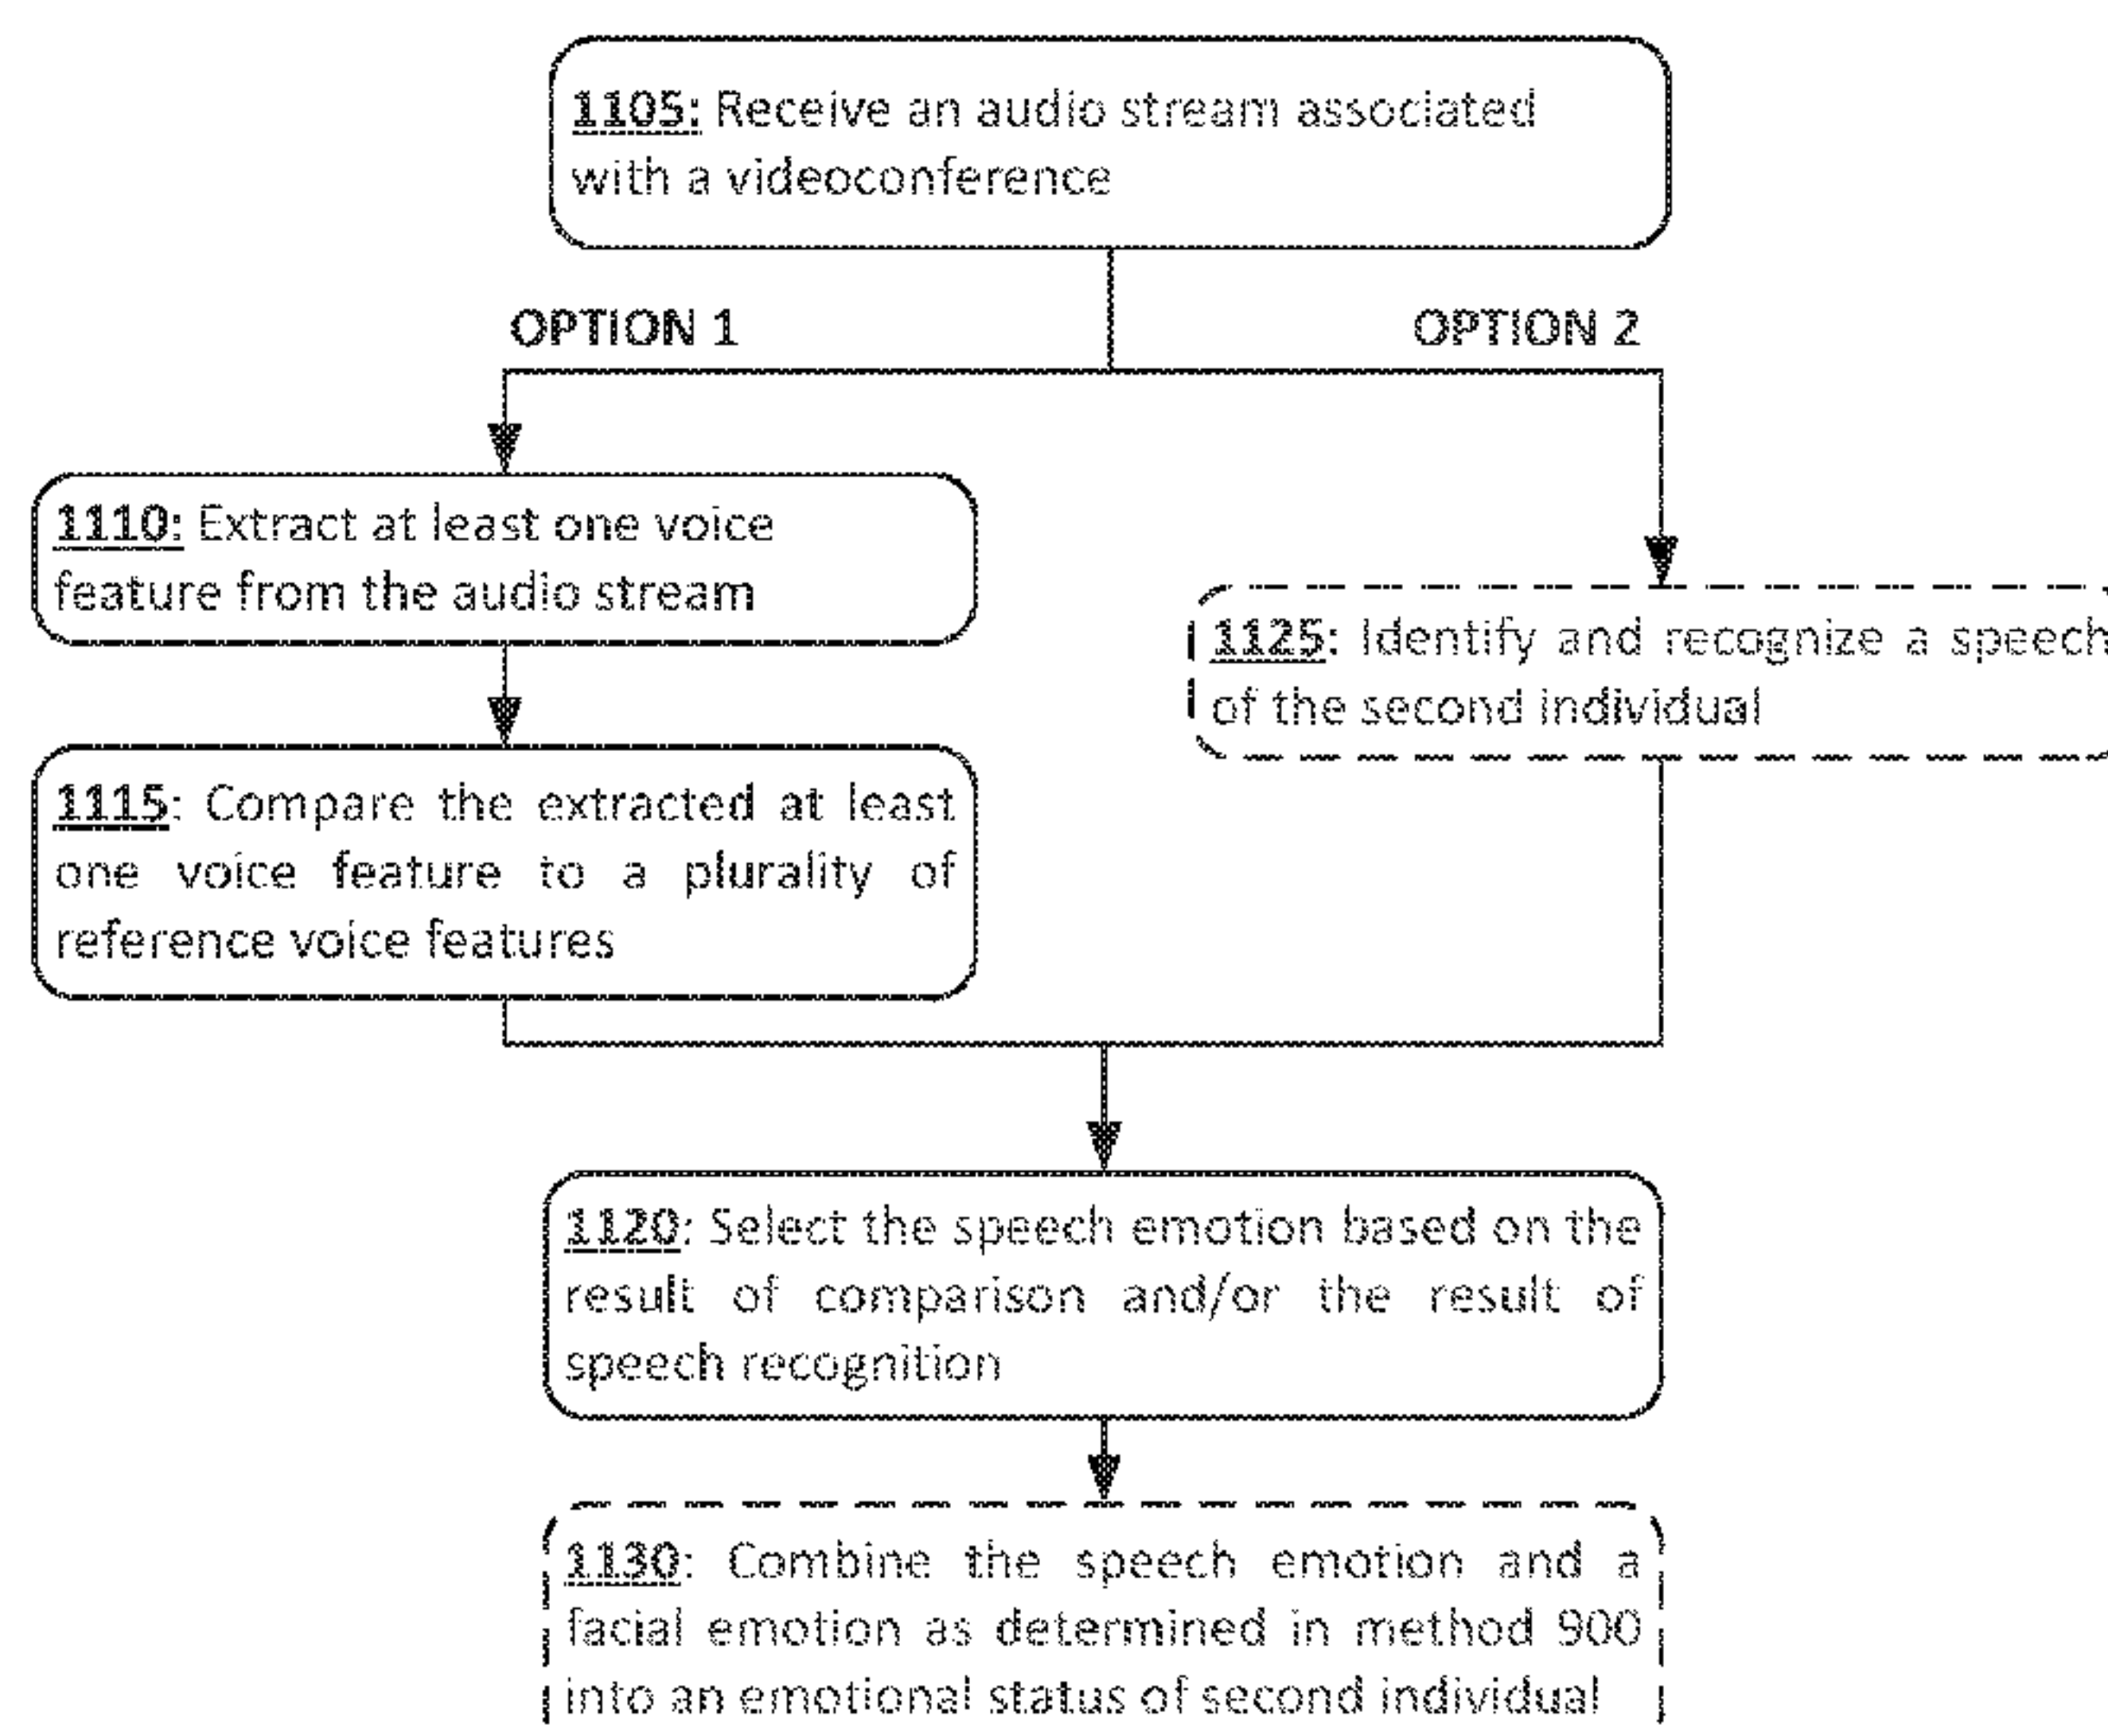 1105: Receive an audio stream associated
with a videoconference
OPTION 1
OPTION 2
1110: Extract at least one voice
feature from the audio stream
1125: Identify and recognize a speech
of the second individual
1115: Compare the extracted at least
one voice feature to a plurality of
reference voice features
1120: Select the speech emotion based on the
result of comparison and/or the result of
speech recognition
1130: Combine the speech emotion and a
facial emotion as determined in method 900
into an emotional status of second individual